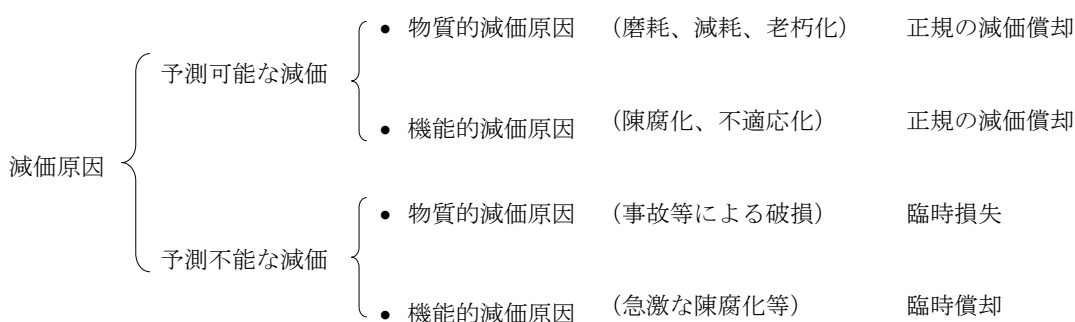 • 物質的減価原因 （磨耗、減耗、老朽化） 正規の減価償却
予測可能な減価
• 機能的減価原因 （陳腐化、不適応化） 正規の減価償却
減価原因
• 物質的減価原因 （事故等による破損） 臨時損失
予測不能な減価
• 機能的減価原因 （急激な陳腐化等） 臨時償却